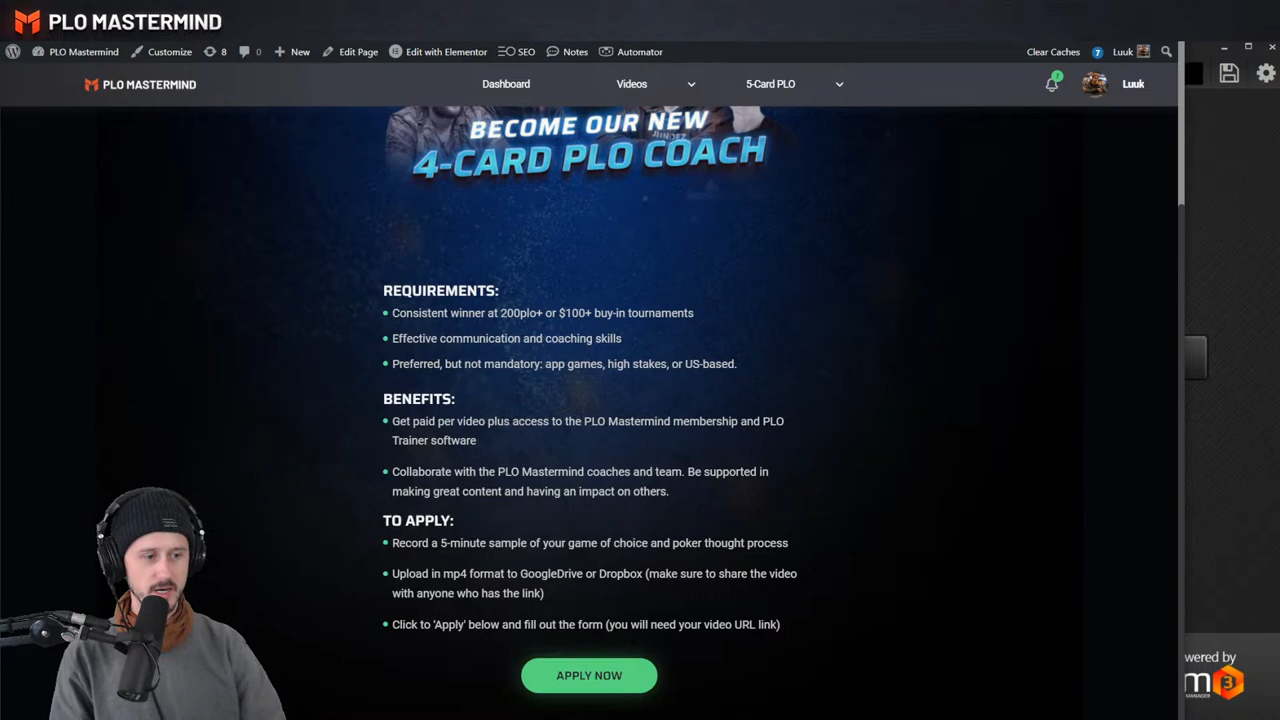 PLO MASTERMIND
PLO Mastermind Customize 8 0 New Edit Page Edit with Elementor SEO Notes Automator Clear Caches 7 Luuk
PLO MASTERMIND Dashboard Videos 5-Card PLO 7 Luuk
BECOME OUR NEW
4-CARD PLO COACH
REQUIREMENTS:
Consistent winner at 200plo+ or $100+ buy-in tournaments
Effective communication and coaching skills
Preferred, but not mandatory: app games, high stakes, or US-based.
BENEFITS:
Get paid per video plus access to the PLO Mastermind membership and PLO
Trainer software
Collaborate with the PLO Mastermind coaches and team. Be supported in
making great content and having an impact on others.
TO APPLY:
Record a 5-minute sample of your game of choice and poker thought process
Upload in mp4 format to GoogleDrive or Dropbox (make sure to share the video
with anyone who has the link)
Click to 'Apply' below and fill out the form (you will need your video URL link)
APPLY NOW
wered by
m 3
MANAGER